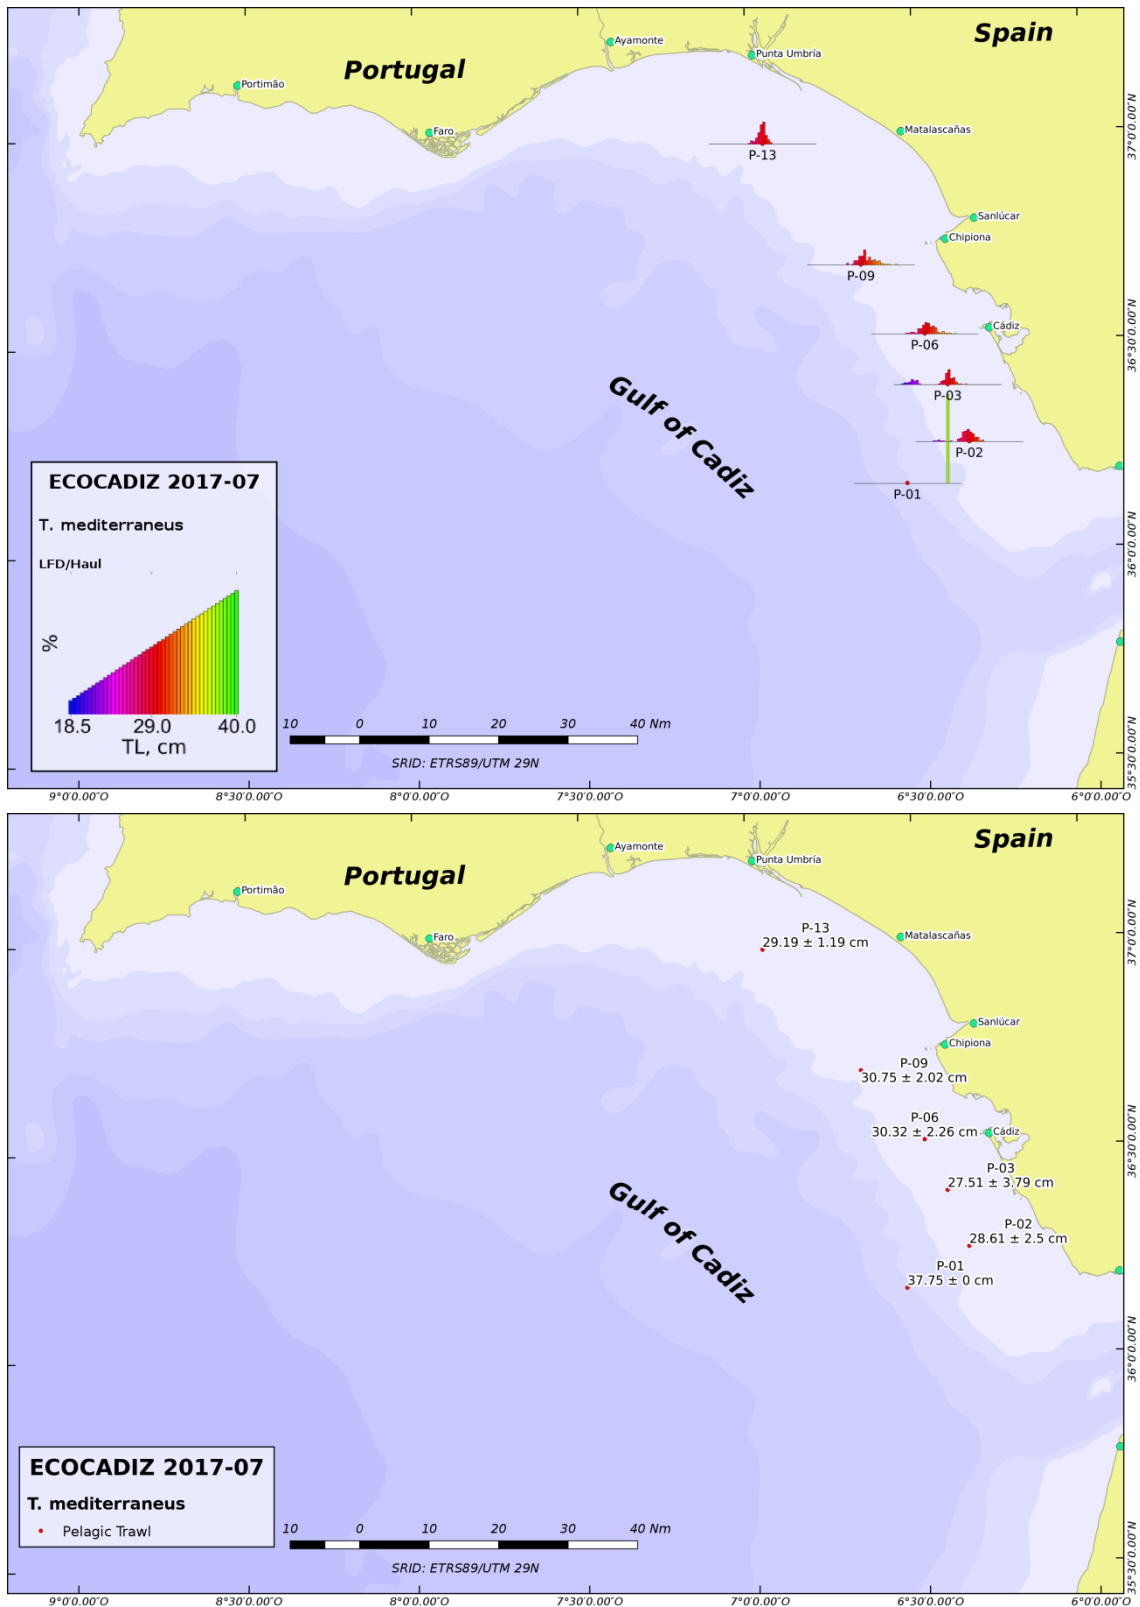 Spain
Portugal
Ayamonte
Punta Umbría
Portimão
Faro
Matalascañas
37°0'0.00"N
P-13
Sanlúcar
Chipiona
P-09
Cádiz
36°30'0.00"N
P-06
P-03
Gulf of Cadiz
P-02
P-01
36°0'0.00"N
ECOCADIZ 2017-07
T. mediterraneus
LFD/Haul
%
18.5 29.0 40.0
TL, cm
10 0 10 20 30 40 Nm
SRID: ETRS89/UTM 29N
35°30'0.00"N
9°0'0.00"O 8°30'0.00"O 8°0'0.00"O 7°30'0.00"O 7°0'0.00"O 6°30'0.00"O 6°0'0.00"O
Spain
Portugal
Ayamonte
Punta Umbría
Portimão
Faro
Matalascañas
37°0'0.00"N
P-13
29.19 ± 1.19 cm
Sanlúcar
Chipiona
P-09
30.75 ± 2.02 cm
P-06
30.32 ± 2.26 cm
Cádiz
36°30'0.00"N
P-03
27.51 ± 3.79 cm
Gulf of Cadiz
P-02
28.61 ± 2.5 cm
P-01
37.75 ± 0 cm
36°0'0.00"N
ECOCADIZ 2017-07
T. mediterraneus
Pelagic Trawl
10 0 10 20 30 40 Nm
SRID: ETRS89/UTM 29N
35°30'0.00"N
9°0'0.00"O 8°30'0.00"O 8°0'0.00"O 7°30'0.00"O 7°0'0.00"O 6°30'0.00"O 6°0'0.00"O